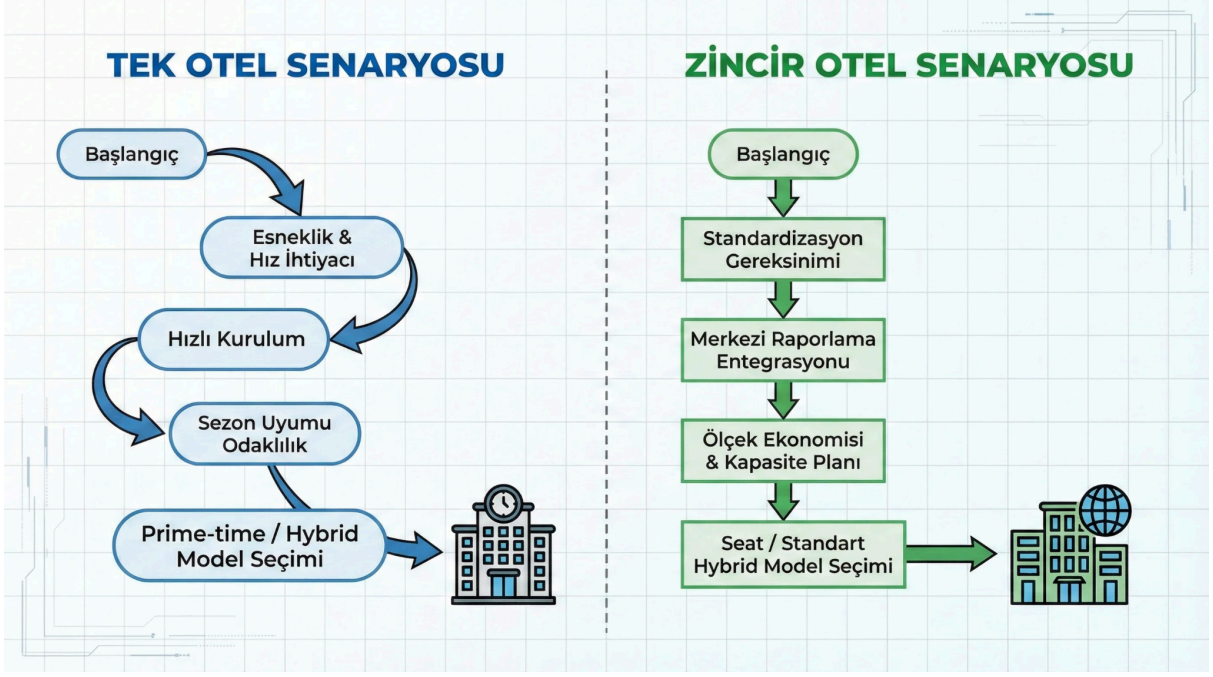 TEK OTEL SENARYOSU
Başlangıç
Esneklik &
Hız İhtiyacı
Hızlı Kurulum
Sezon Uyumu
Odaklılık
Prime-time / Hybrid
Model Seçimi
ZİNCİR OTEL SENARYOSU
Başlangıç
Standardizasyon
Gereksinimi
Merkezi Raporlama
Entegrasyonu
Ölçek Ekonomisi
& Kapasite Planı
Seat / Standart
Hybrid Model Seçimi